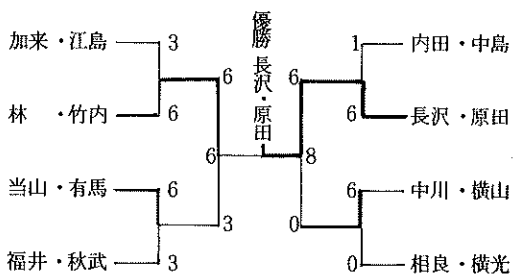 優勝 長沢・原田
加来・江島 3
林・竹内 6
6
当山・有馬 6
福井・秋武 3
3
6
8
1 内田・中島
6 長沢・原田
6
6 中川・横山
0 相良・横光
0